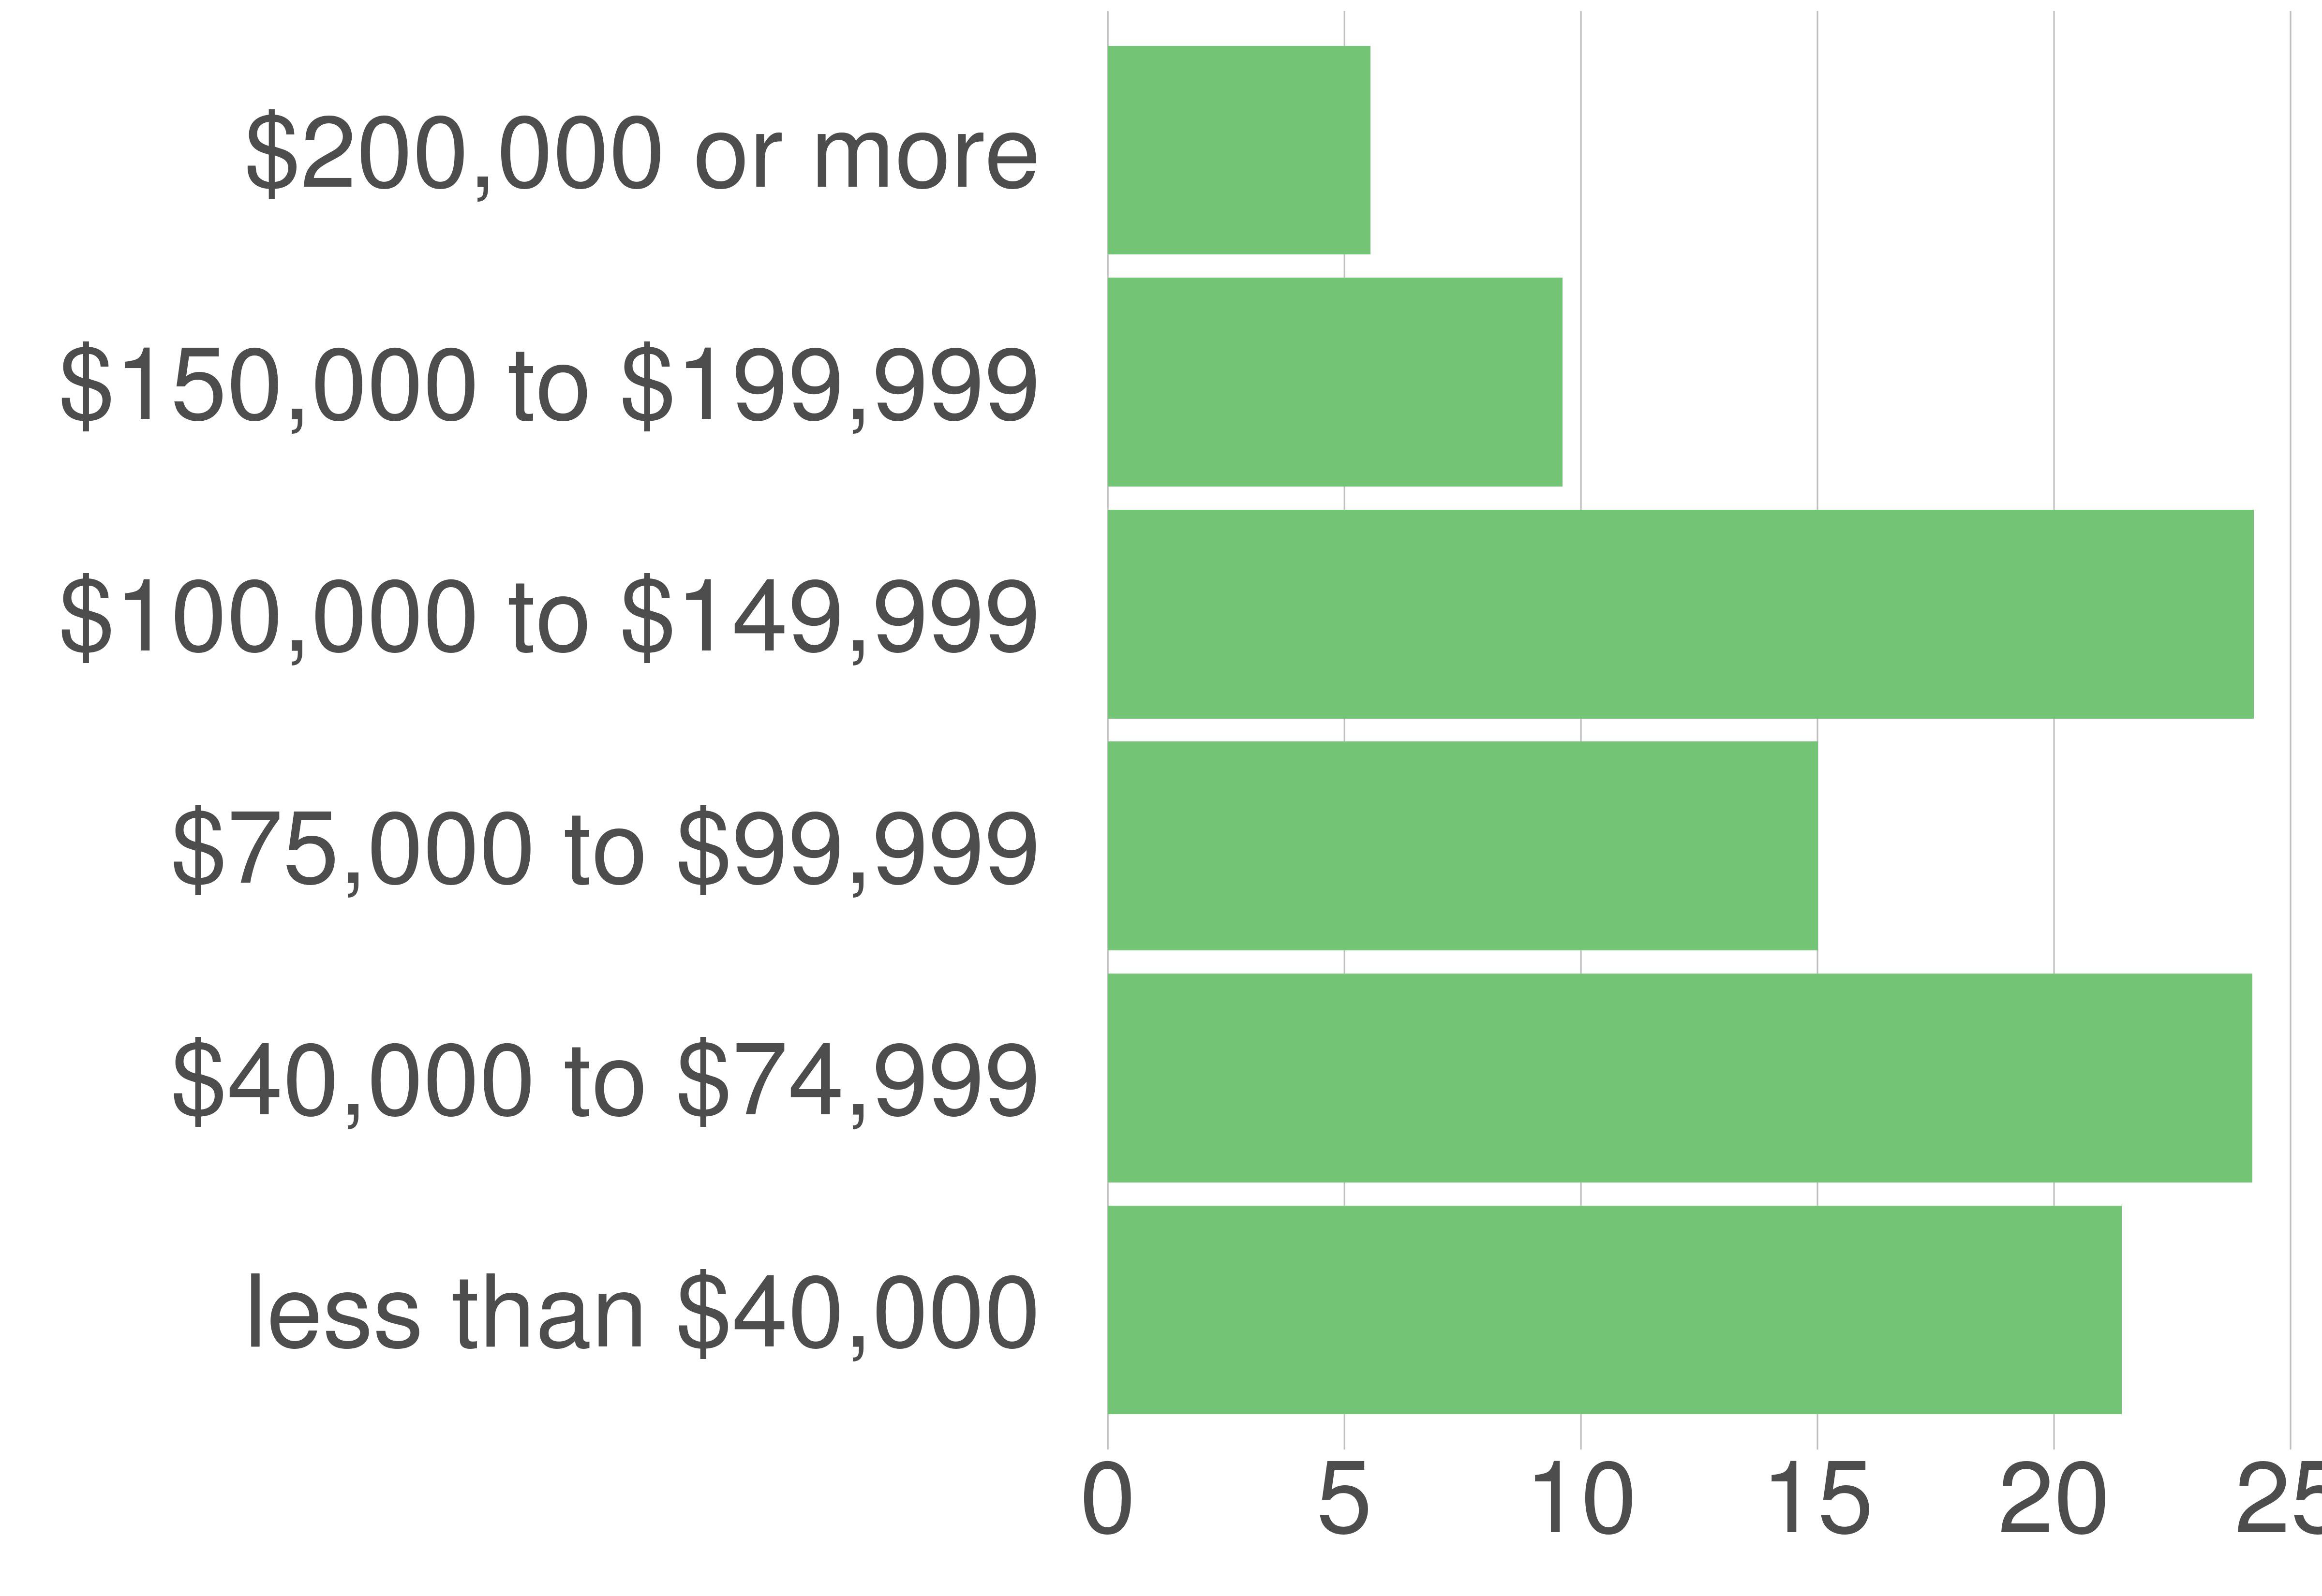 $200,000 or more
$150,000 to $199,999
$100,000 to $149,999
$75,000 to $99,999
$40,000 to $74,999
less than $40,000
0 5 10 15 20 25